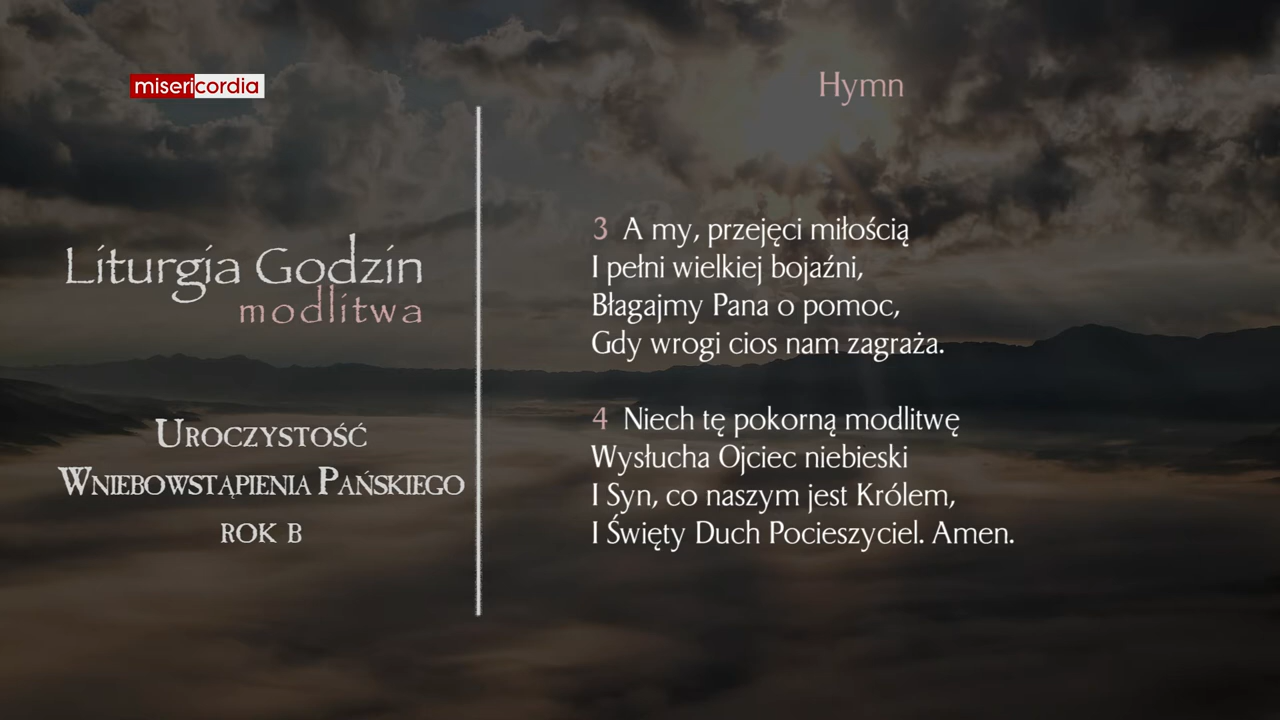 misericordia
Liturgia Godzin
modlitwa
Uroczystość
Wniebowstąpienia Pańskiego
rok B
Hymn
3 A my, przejęci miłością
I pełni wielkiej bojaźni,
Błagajmy Pana o pomoc,
Gdy wrogi cios nam zagraża.
4 Niech tę pokorną modlitwę
Wysłucha Ojciec niebieski
I Syn, co naszym jest Królem,
I Święty Duch Pocieszyciel. Amen.